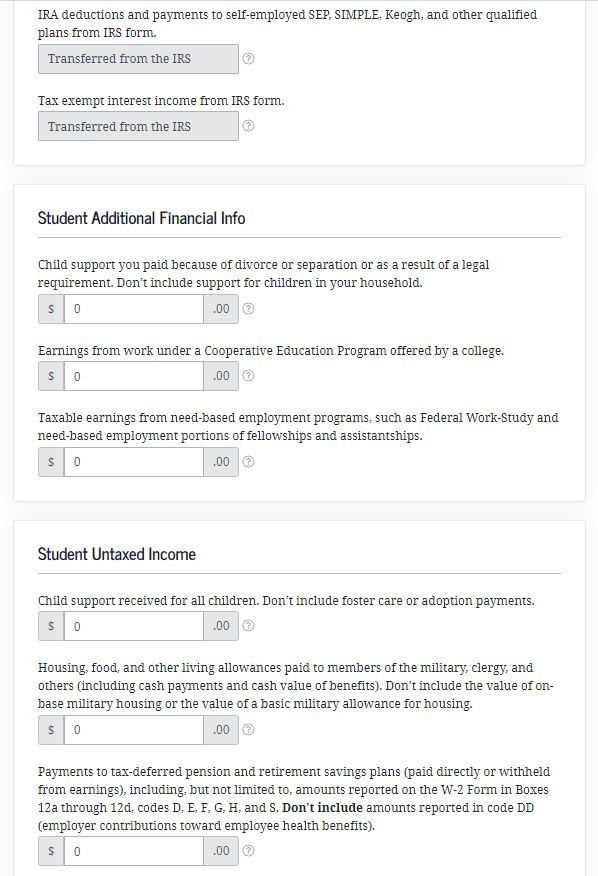 IRA deductions and payments to self-employed SEP, SIMPLE, Keogh, and other qualified
plans from IRS form.
Transferred from the IRS ?
Tax exempt interest income from IRS form.
Transferred from the IRS ?
Student Additional Financial Info
Child support you paid because of divorce or separation or as a result of a legal
requirement. Don't include support for children in your household.
$ 0 .00 ?
Earnings from work under a Cooperative Education Program offered by a college.
$ 0 .00 ?
Taxable earnings from need-based employment programs, such as Federal Work-Study and
need-based employment portions of fellowships and assistantships.
$ 0 .00 ?
Student Untaxed Income
Child support received for all children. Don't include foster care or adoption payments.
$ 0 .00 ?
Housing, food, and other living allowances paid to members of the military, clergy, and
others (including cash payments and cash value of benefits). Don't include the value of on-
base military housing or the value of a basic military allowance for housing.
$ 0 .00 ?
Payments to tax-deferred pension and retirement savings plans (paid directly or withheld
from earnings), including, but not limited to, amounts reported on the W-2 Form in Boxes
12a through 12d, codes D, E, F, G, H, and S. Don't include amounts reported in code DD
(employer contributions toward employee health benefits).
$ 0 .00 ?